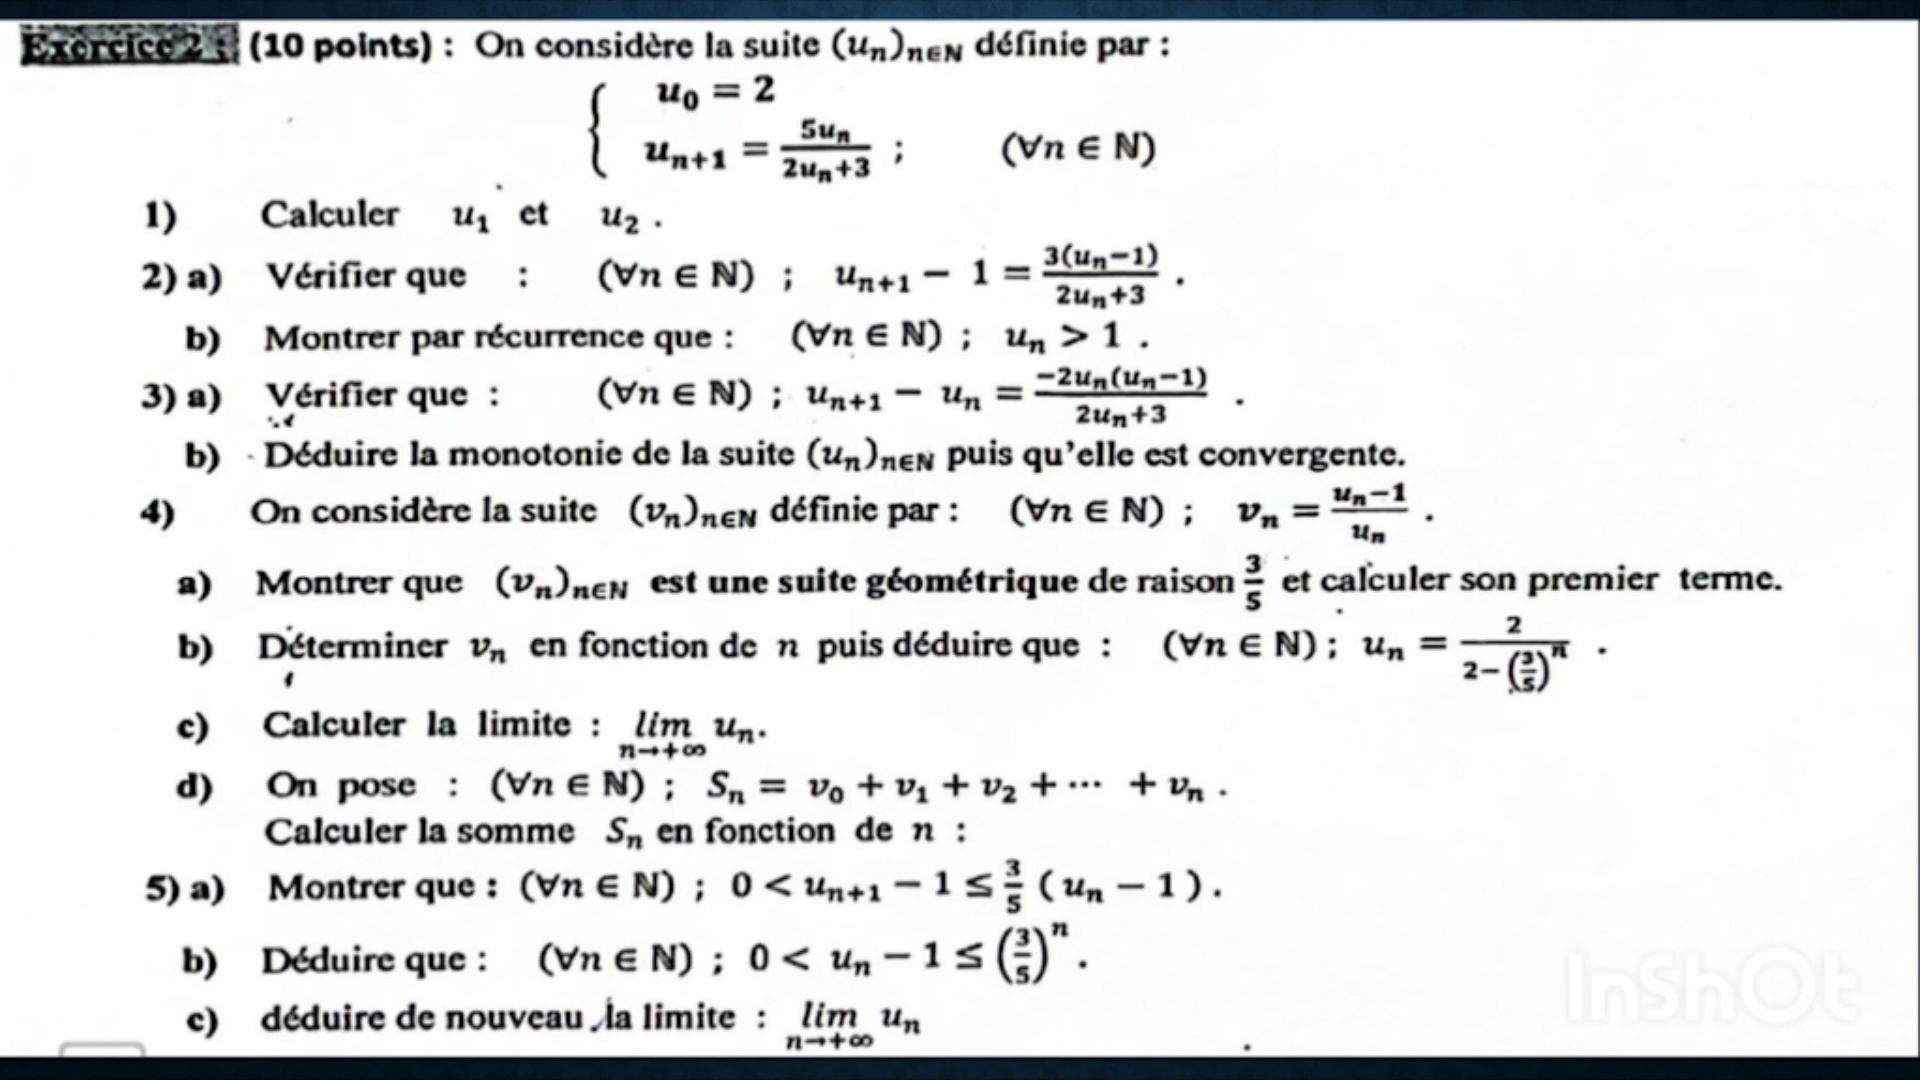 Exercice 2 : (10 points) : On considère la suite (uₙ)ₙ∈ℕ définie par :
{ u₀ = 2
uₙ₊₁ = 5uₙ/(2uₙ+3) ; (∀n ∈ ℕ)
1) Calculer u₁ et u₂ .
2) a) Vérifier que : (∀n ∈ ℕ) ; uₙ₊₁ − 1 = 3(uₙ−1)/(2uₙ+3) .
b) Montrer par récurrence que : (∀n ∈ ℕ) ; uₙ > 1 .
3) a) Vérifier que : (∀n ∈ ℕ) ; uₙ₊₁ − uₙ = −2uₙ(uₙ−1)/(2uₙ+3) .
b) Déduire la monotonie de la suite (uₙ)ₙ∈ℕ puis qu'elle est convergente.
4) On considère la suite (vₙ)ₙ∈ℕ définie par : (∀n ∈ ℕ) ; vₙ = (uₙ−1)/uₙ .
a) Montrer que (vₙ)ₙ∈ℕ est une suite géométrique de raison 3/5 et calculer son premier terme.
b) Déterminer vₙ en fonction de n puis déduire que : (∀n ∈ ℕ) ; uₙ = 2/(2−(3/5)ⁿ) .
c) Calculer la limite : lim n→+∞ uₙ.
d) On pose : (∀n ∈ ℕ) ; Sₙ = v₀ + v₁ + v₂ + ⋯ + vₙ .
Calculer la somme Sₙ en fonction de n :
5) a) Montrer que : (∀n ∈ ℕ) ; 0 < uₙ₊₁ − 1 ≤ 3/5 ( uₙ − 1 ) .
b) Déduire que : (∀n ∈ ℕ) ; 0 < uₙ − 1 ≤ (3/5)ⁿ .
c) déduire de nouveau la limite : lim n→+∞ uₙ
InShOt